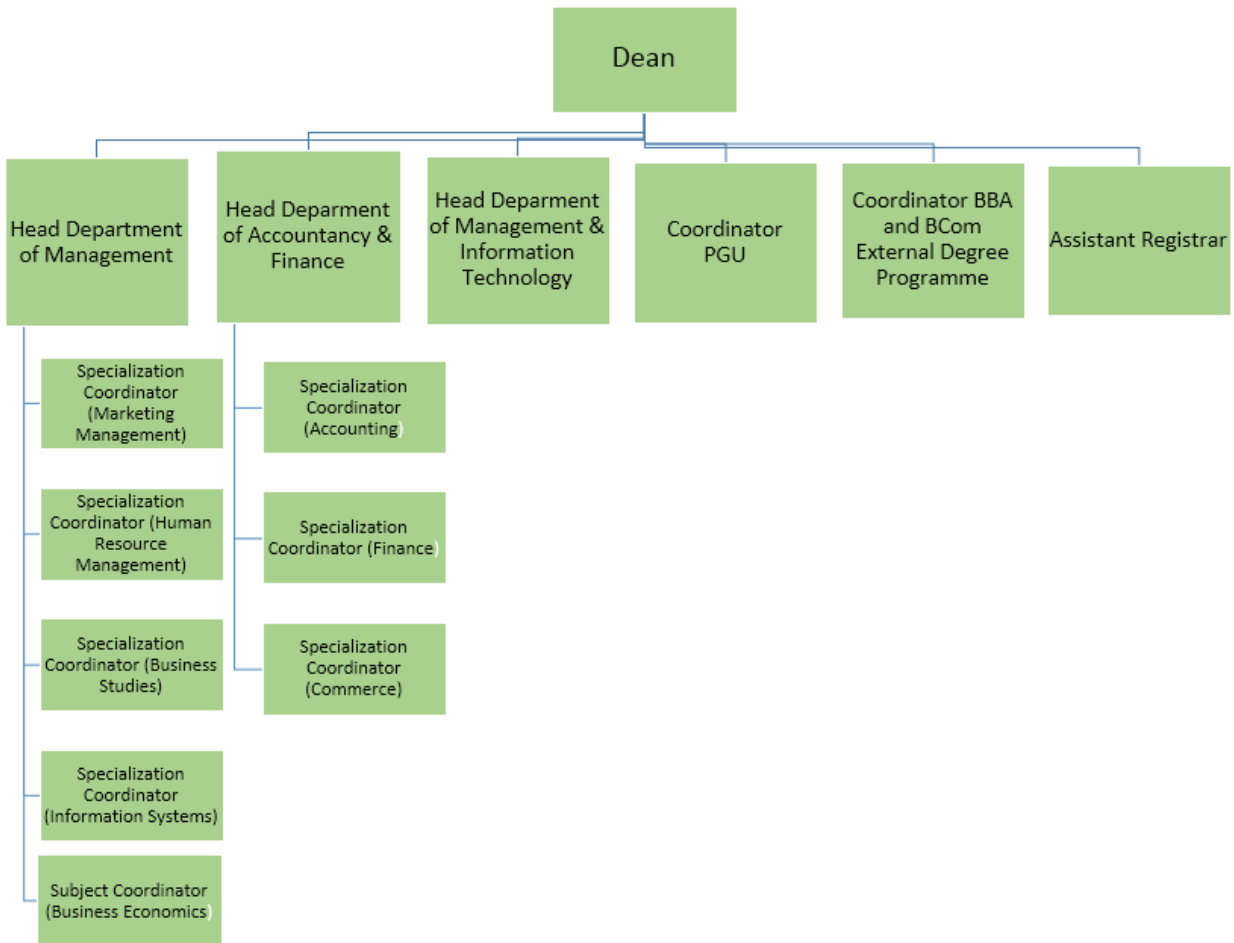 Dean
Head Department
of Management
Head Deparment
of Accountancy &
Finance
Head Deparment
of Management &
Information
Technology
Coordinator
PGU
Coordinator BBA
and BCom
External Degree
Programme
Assistant Registrar
Specialization
Coordinator
(Marketing
Management)
Specialization
Coordinator (Human
Resource
Management)
Specialization
Coordinator (Business
Studies)
Specialization
Coordinator
(Information Systems)
Subject Coordinator
(Business Economics)
Specialization
Coordinator
(Accounting)
Specialization
Coordinator (Finance)
Specialization
Coordinator
(Commerce)